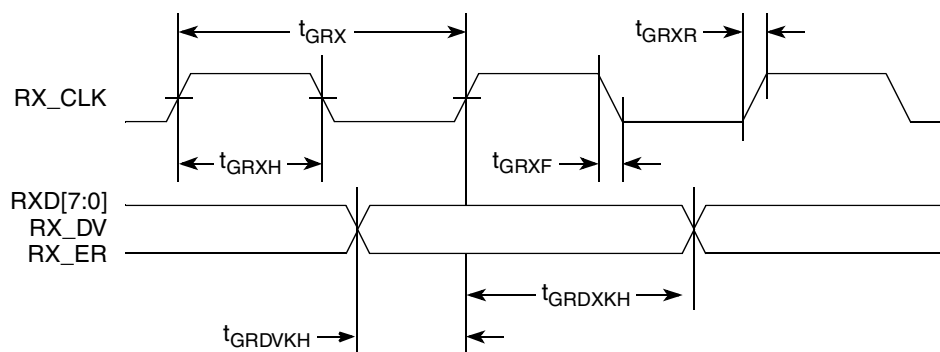 tGRX
tGRXR
RX_CLK
tGRXH
tGRXF
RXD[7:0]
RX_DV
RX_ER
tGRDXKH
tGRDVKH